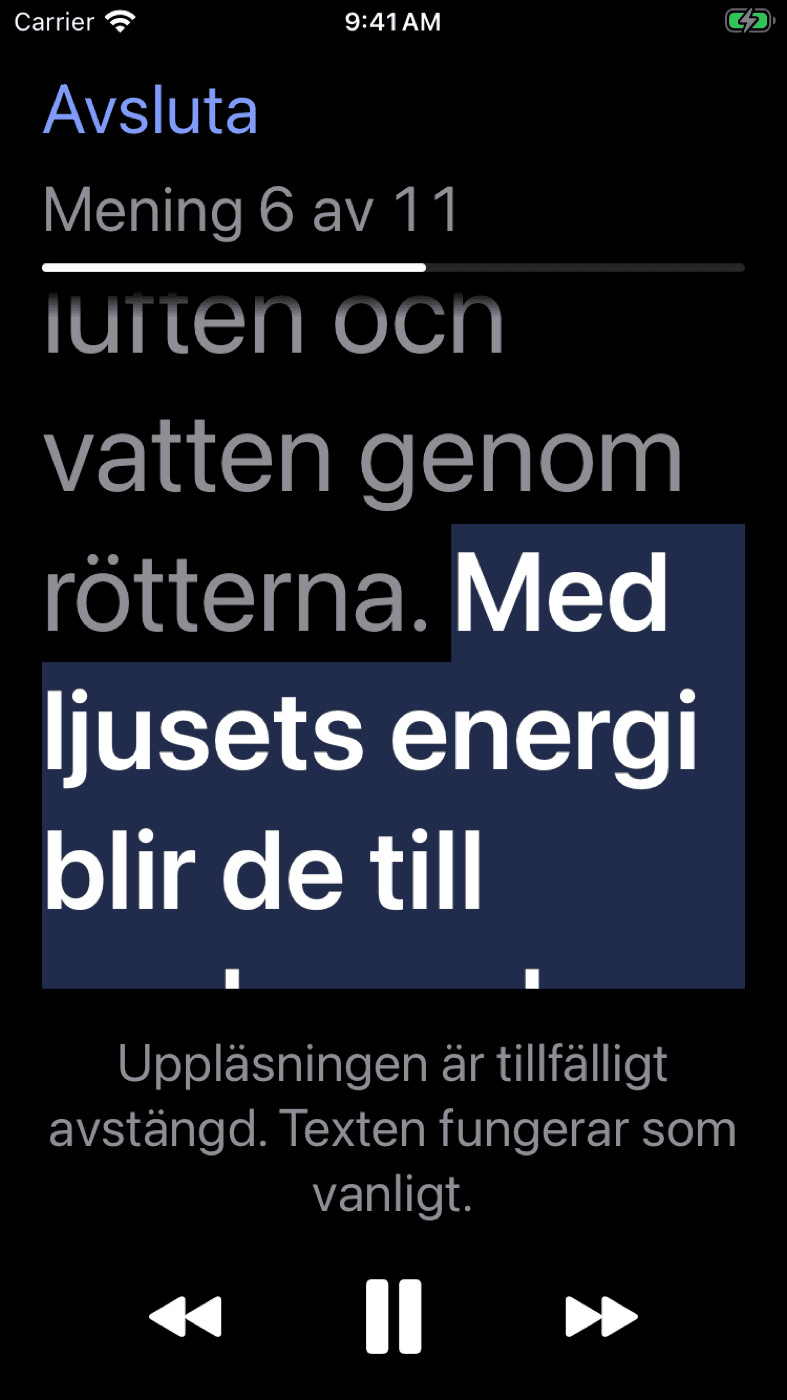 Carrier
9:41 AM
Avsluta
Mening 6 av 11
luften och
vatten genom
rötterna. Med
ljusets energi
blir de till
Uppläsningen är tillfälligt
avstängd. Texten fungerar som
vanligt.